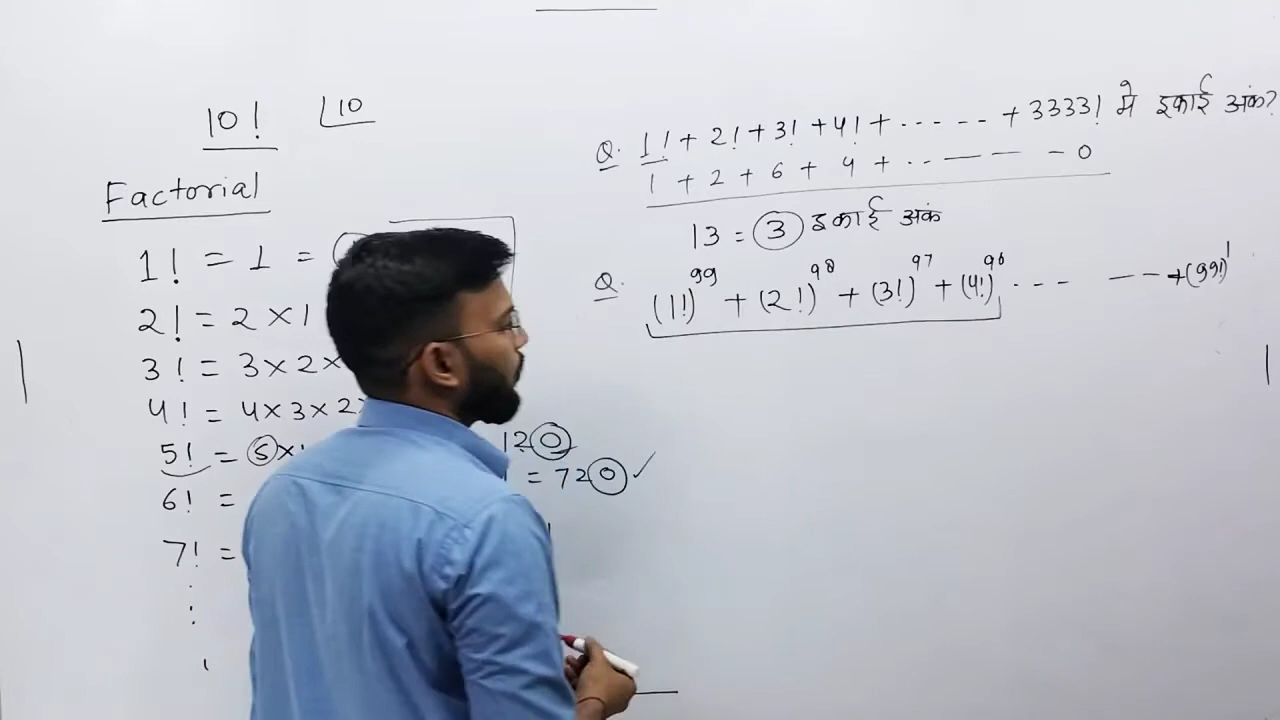 10! |10
Factorial
1! = 1 =
2! = 2 × 1
3! = 3 × 2 ×
4! = 4 × 3 × 2
5! = 5 ×
120
6! =
= 720 ✓
7! =
Q. 1! + 2! + 3! + 4! + ..... + 3333! मे इकाई अंक?
1 + 2 + 6 + 4 + .. — — — 0
13 = 3 इकाई अंक
Q. (1!)^99 + (2!)^98 + (3!)^97 + (4!)^96 ... — — + (99!)^1